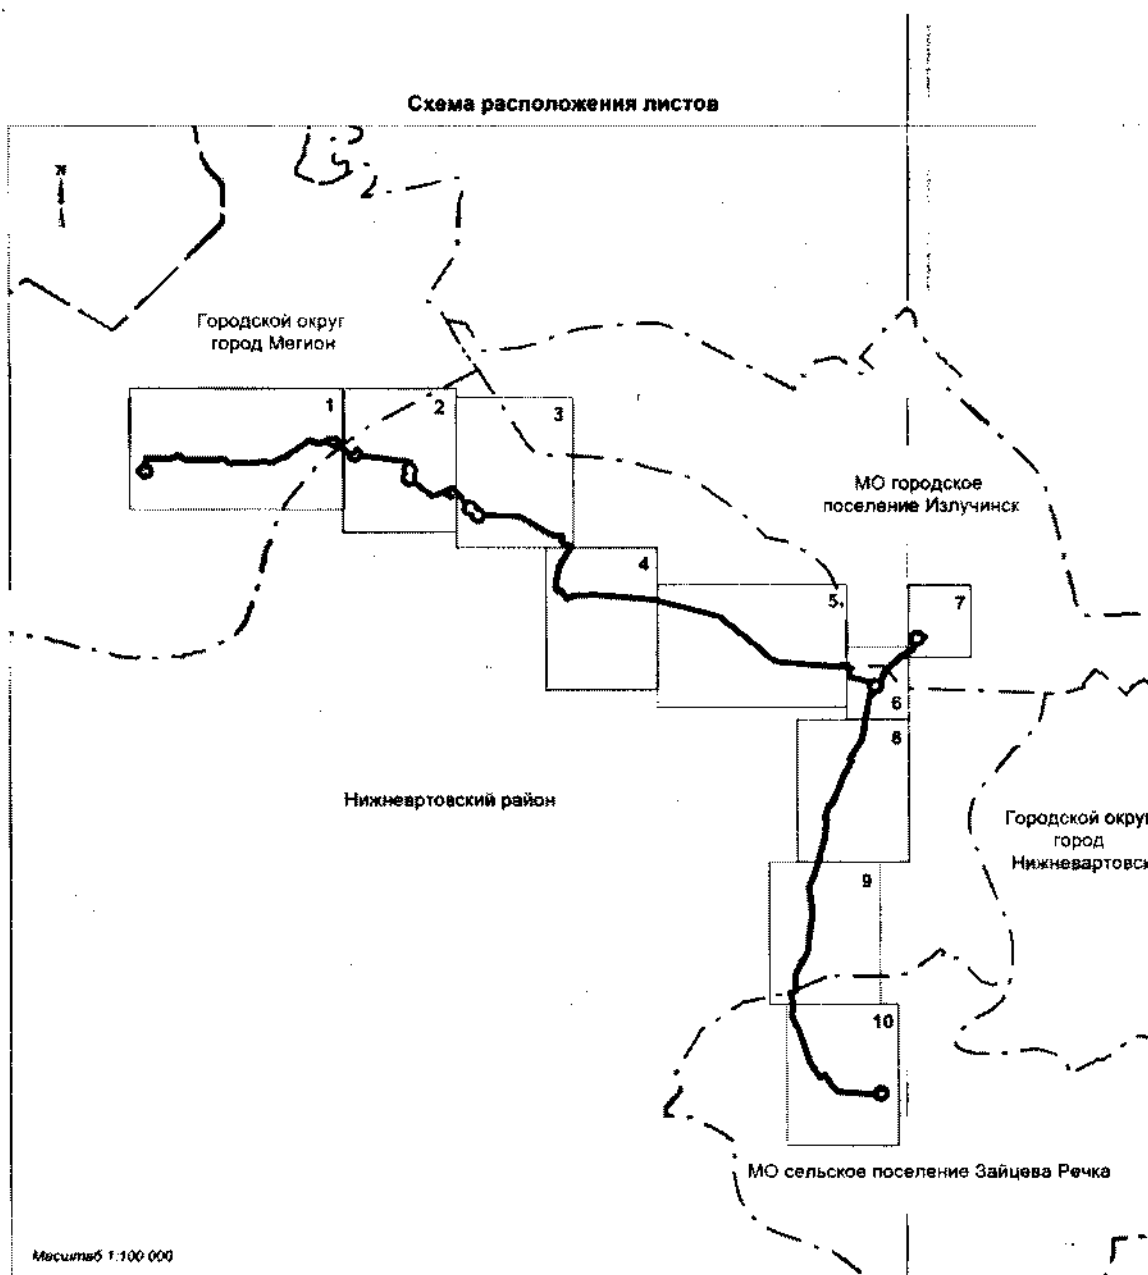 Схема расположения листов
Городской округ
город Мегион
1
2
3
МО городское
поселение Излучинск
4
5
7
6
8
Нижневртовский район
Городской округ
город
Нижневартовск
9
10
МО сельское поселение Зайцева Речка
Масштаб 1:100 000